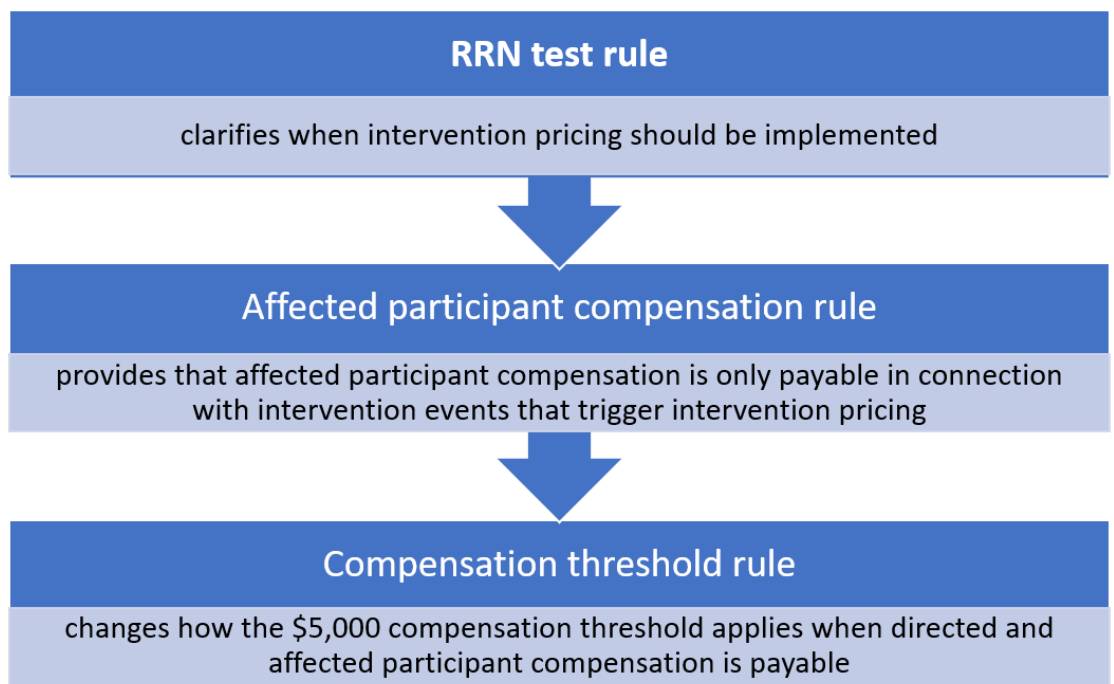 RRN test rule
clarifies when intervention pricing should be implemented
Affected participant compensation rule
provides that affected participant compensation is only payable in connection
with intervention events that trigger intervention pricing
Compensation threshold rule
changes how the $5,000 compensation threshold applies when directed and
affected participant compensation is payable